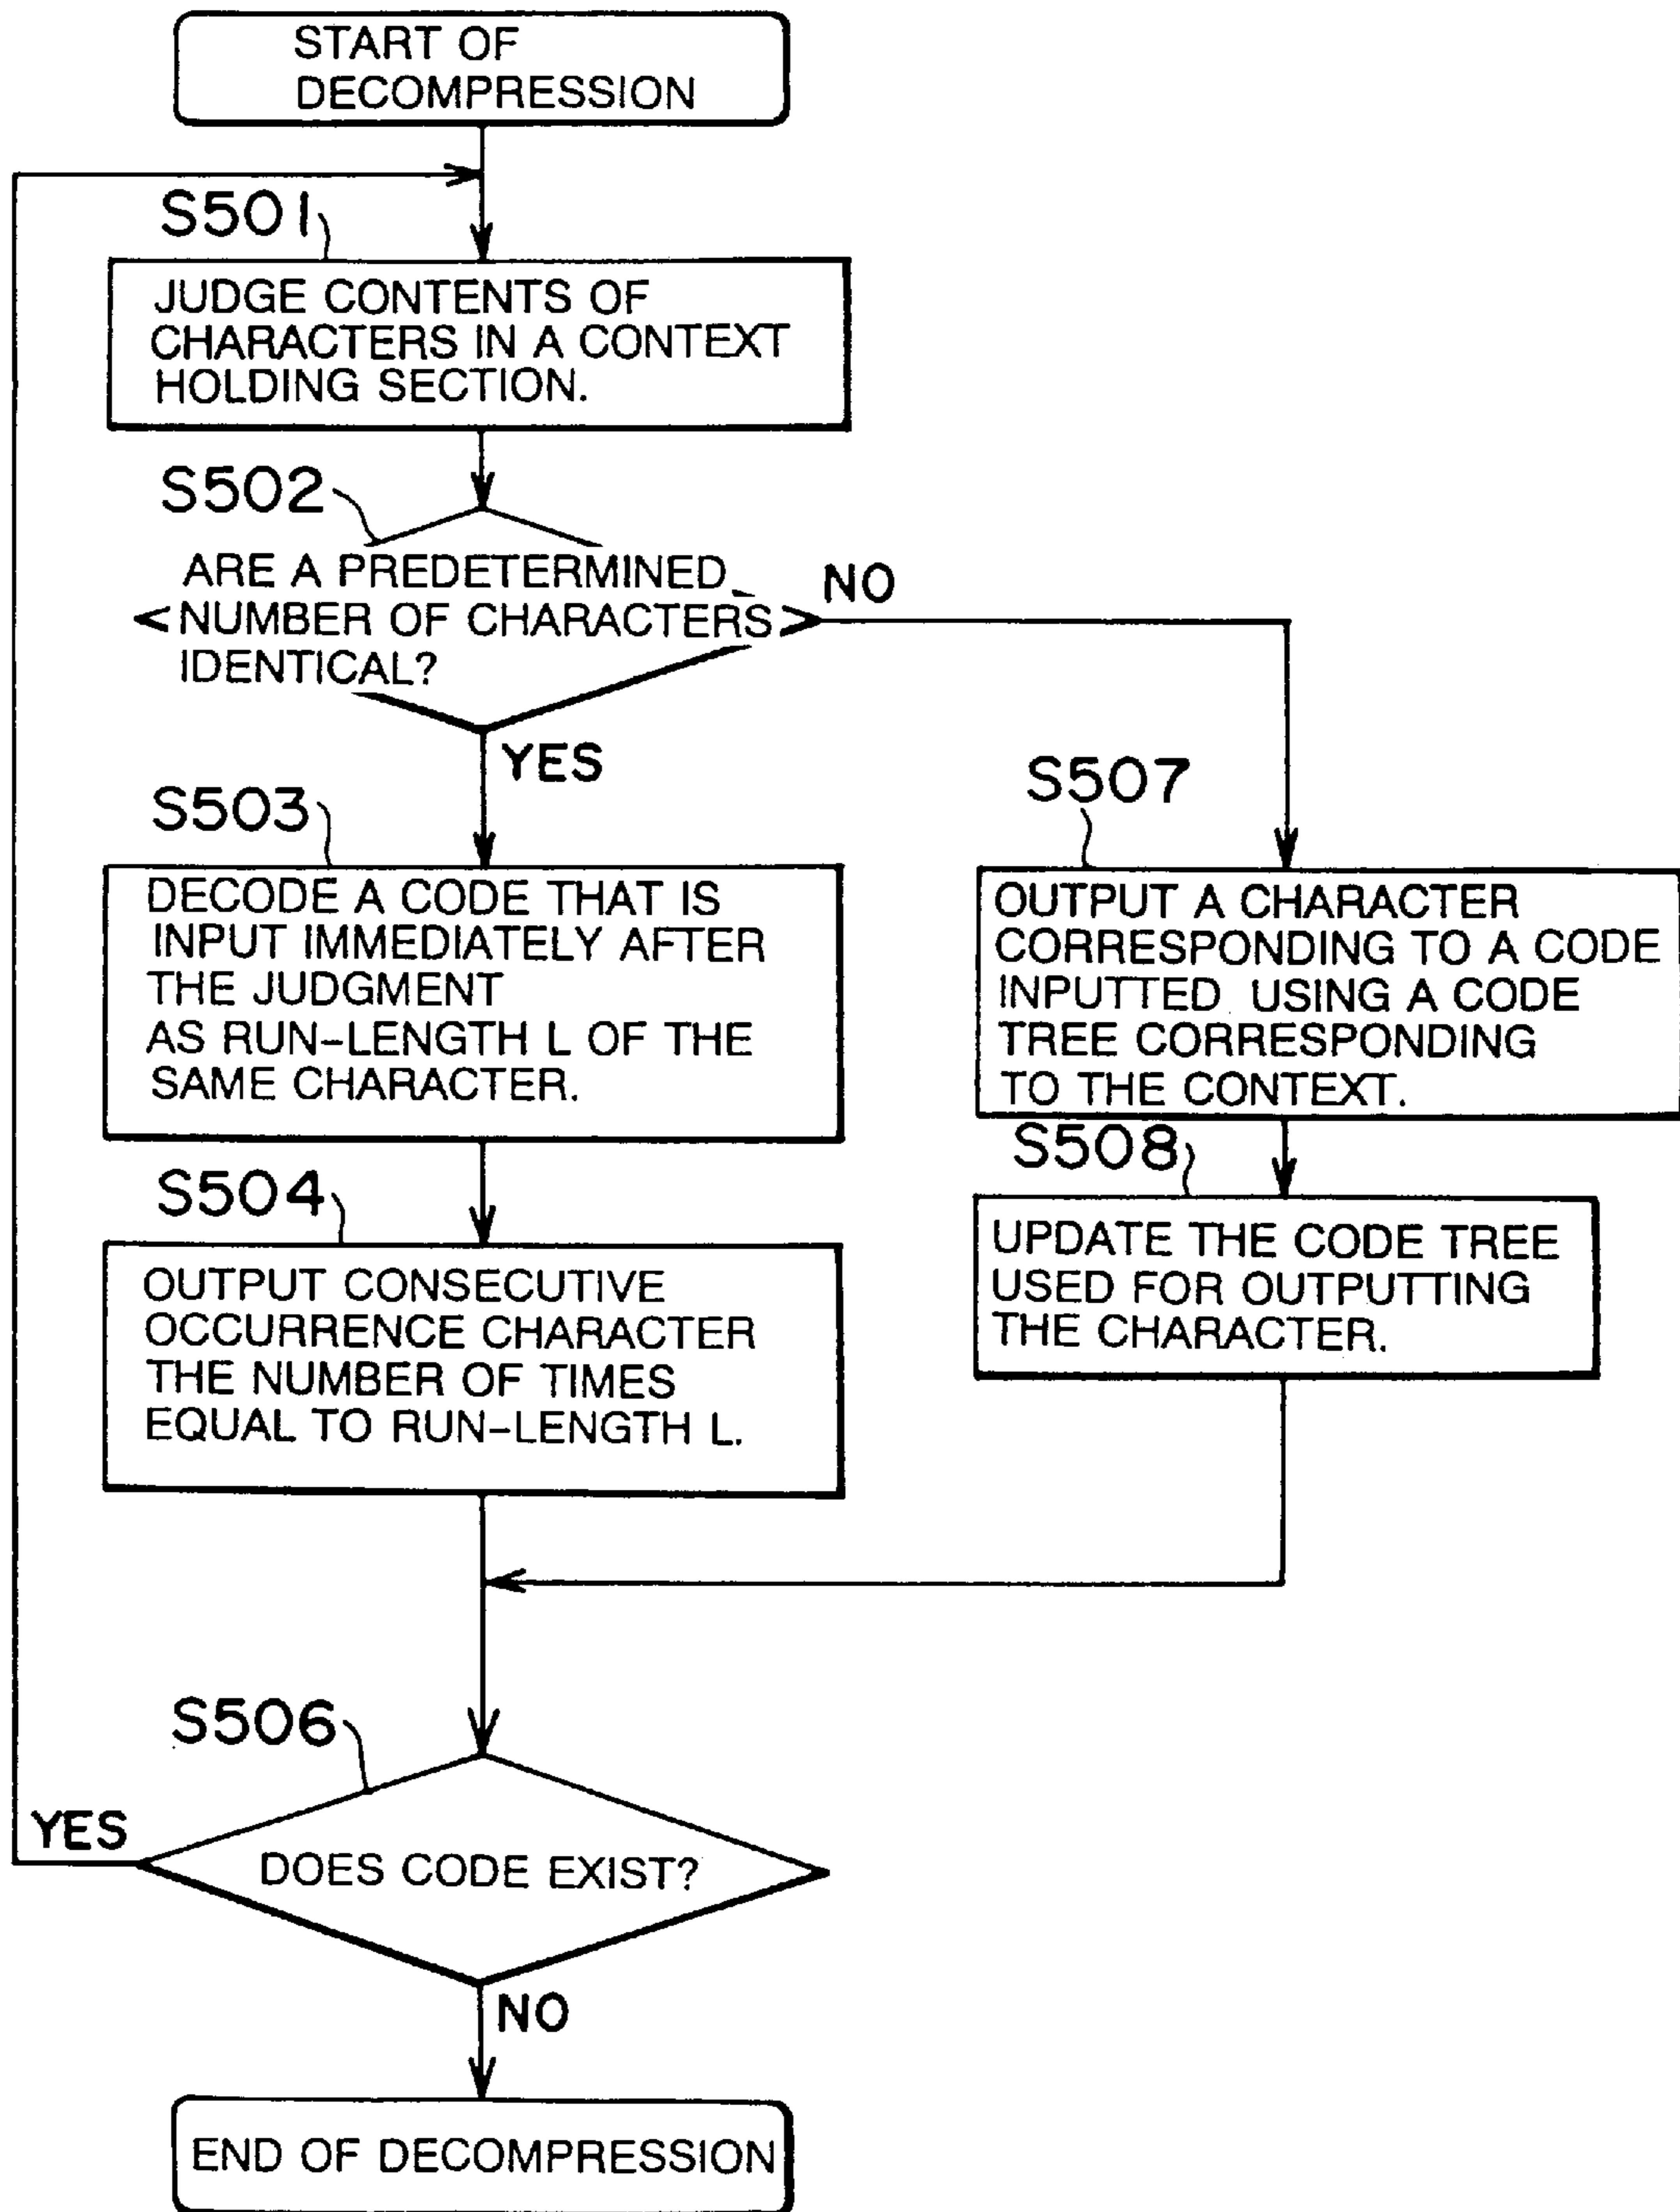 START OF
DECOMPRESSION
S501
JUDGE CONTENTS OF
CHARACTERS IN A CONTEXT
HOLDING SECTION.
S502
ARE A PREDETERMINED
NUMBER OF CHARACTERS
IDENTICAL?
NO
YES
S503
DECODE A CODE THAT IS
INPUT IMMEDIATELY AFTER
THE JUDGMENT
AS RUN-LENGTH L OF THE
SAME CHARACTER.
S504
OUTPUT CONSECUTIVE
OCCURRENCE CHARACTER
THE NUMBER OF TIMES
EQUAL TO RUN-LENGTH L.
S507
OUTPUT A CHARACTER
CORRESPONDING TO A CODE
INPUTTED USING A CODE
TREE CORRESPONDING
TO THE CONTEXT.
S508
UPDATE THE CODE TREE
USED FOR OUTPUTTING
THE CHARACTER.
S506
YES
DOES CODE EXIST?
NO
END OF DECOMPRESSION